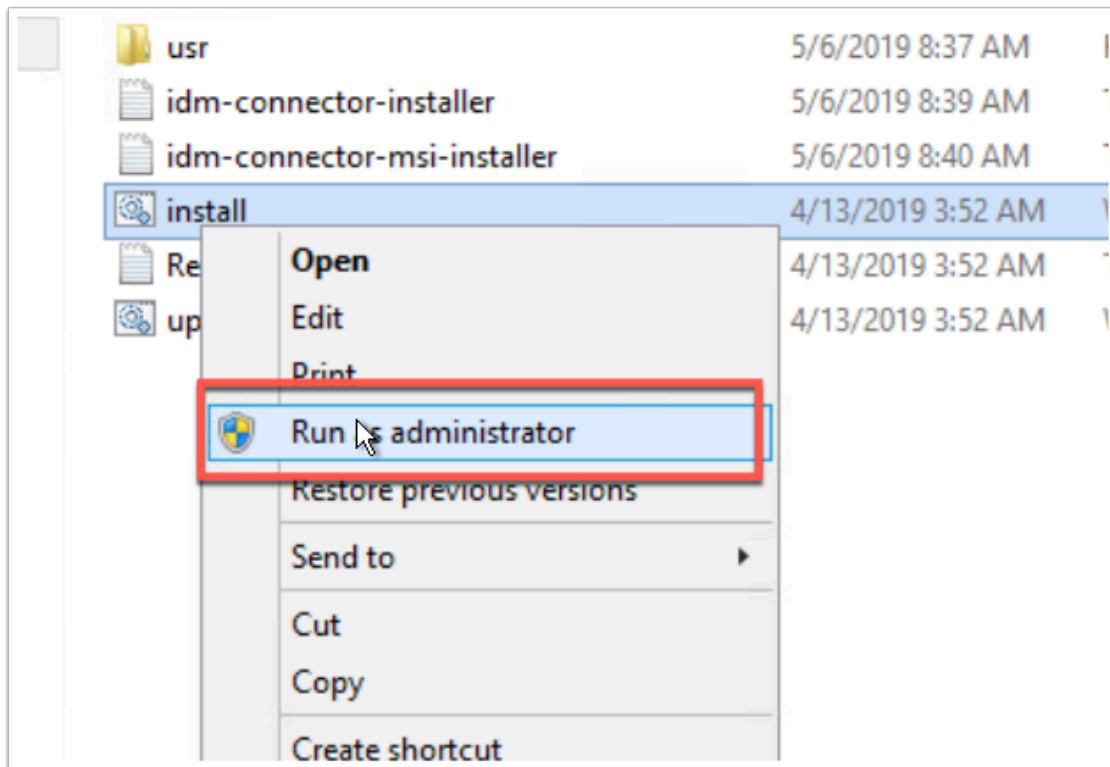 usr 5/6/2019 8:37 AM
idm-connector-installer 5/6/2019 8:39 AM
idm-connector-msi-installer 5/6/2019 8:40 AM
install 4/13/2019 3:52 AM
Re 4/13/2019 3:52 AM
up 4/13/2019 3:52 AM
Open
Edit
Print
Run as administrator
Restore previous versions
Send to
Cut
Copy
Create shortcut